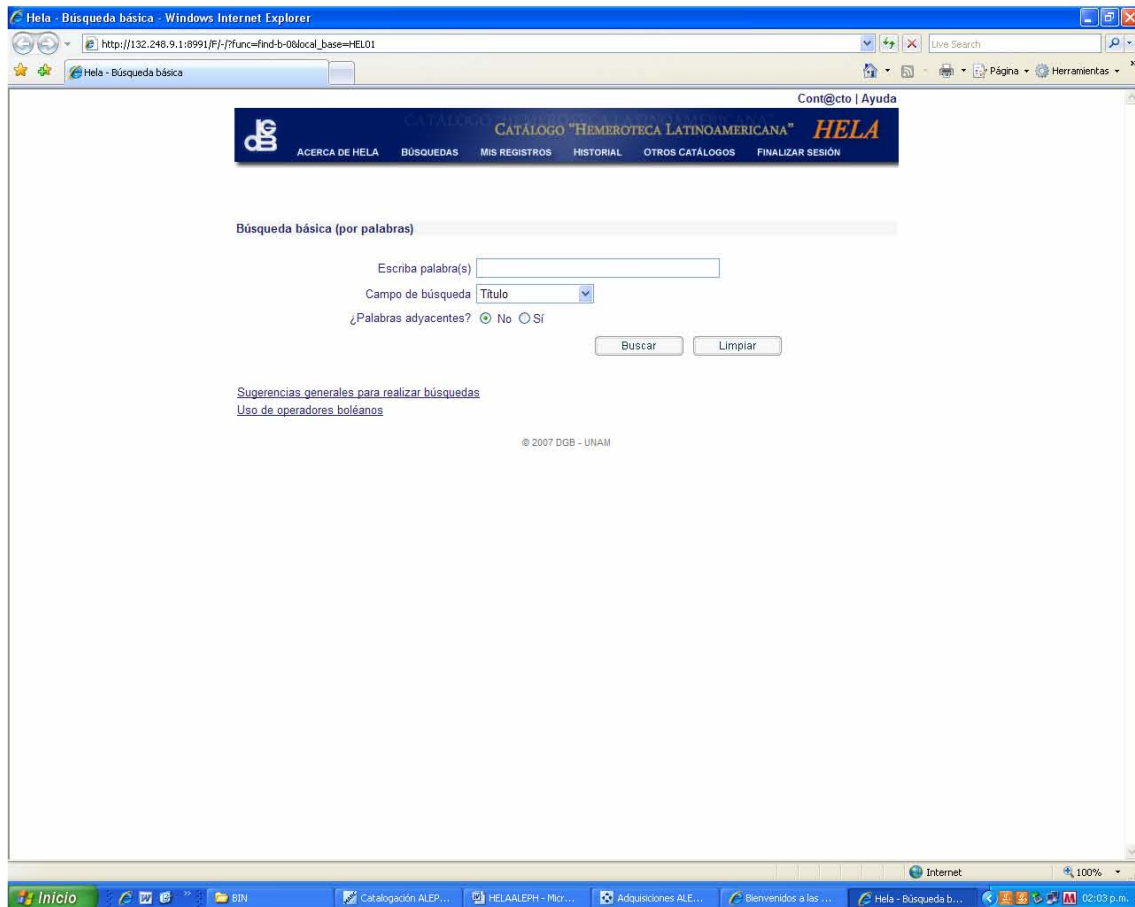 Hela - Búsqueda básica - Windows Internet Explorer
http://132.248.9.1:8991/F/-/?func=find-b-0&local_base=HEL01
Live Search
Hela - Búsqueda básica
Página
Herramientas
Cont@cto | Ayuda
CATÁLOGO "HEMEROTECA LATINOAMERICANA" HELA
ACERCA DE HELA BÚSQUEDAS MIS REGISTROS HISTORIAL OTROS CATÁLOGOS FINALIZAR SESIÓN
Búsqueda básica (por palabras)
Escriba palabra(s)
Campo de búsqueda Título
¿Palabras adyacentes? No Sí
Buscar Limpiar
Sugerencias generales para realizar búsquedas
Uso de operadores boléanos
© 2007 DGB - UNAM
Internet 100%
Inicio BIN Catalogación ALEP... HELAALEPH - Micr... Adquisiciones ALE... Bienvenidos a las ... Hela - Búsqueda b... 02:03 p.m.